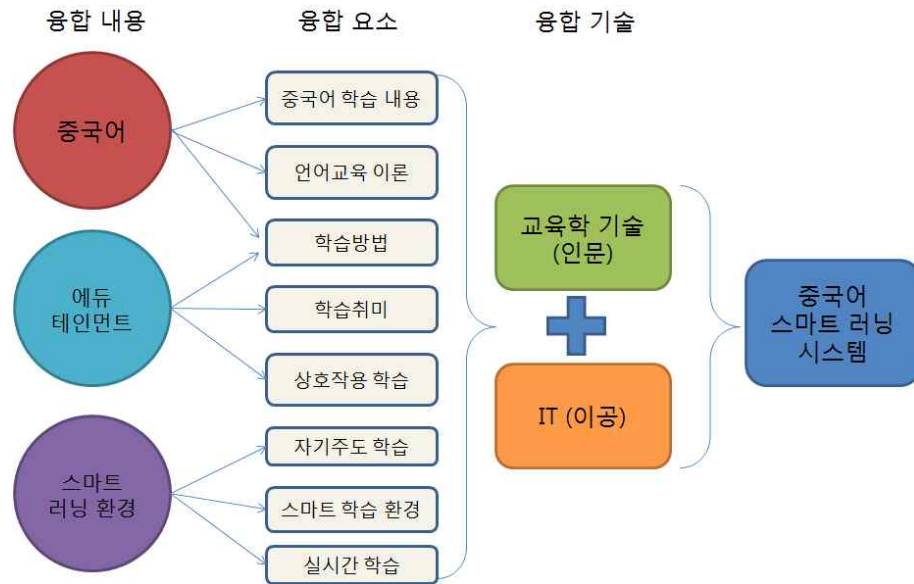 융합 내용
융합 요소
융합 기술
중국어
에듀
테인먼트
스마트
러닝 환경
중국어 학습 내용
언어교육 이론
학습방법
학습취미
상호작용 학습
자기주도 학습
스마트 학습 환경
실시간 학습
교육학 기술
(인문)
IT (이공)
중국어
스마트 러닝
시스템